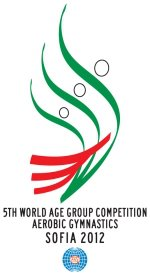 5TH WORLD AGE GROUP COMPETITION
AEROBIC GYMNASTICS
SOFIA 2012